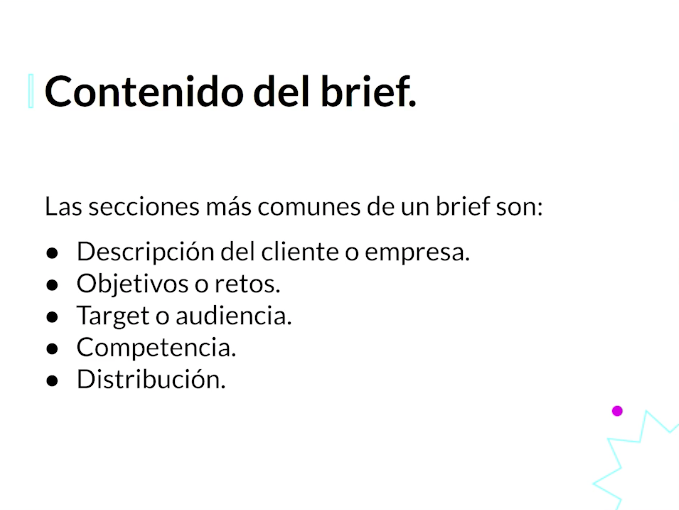 Contenido del brief.
Las secciones más comunes de un brief son:
● Descripción del cliente o empresa.
● Objetivos o retos.
● Target o audiencia.
● Competencia.
● Distribución.